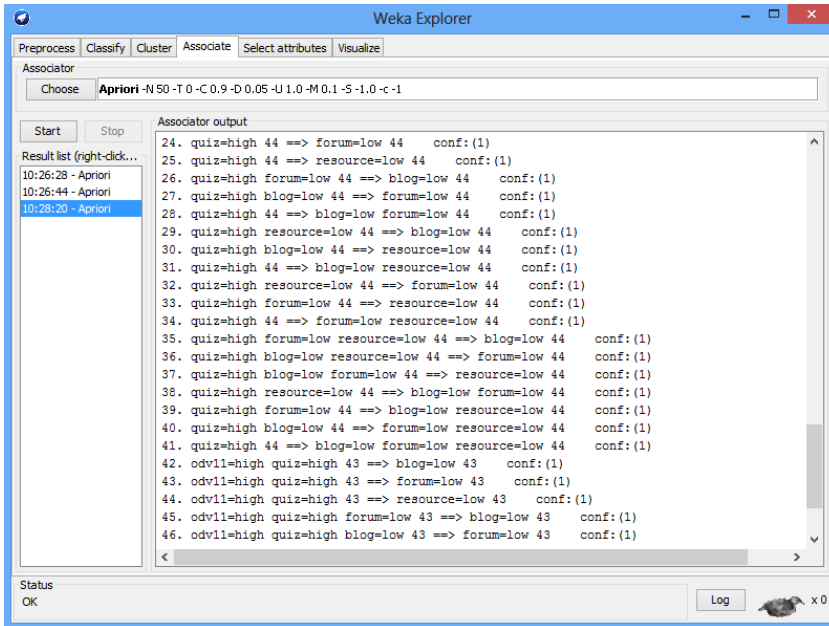 Weka Explorer
Preprocess Classify Cluster Associate Select attributes Visualize
Associator
Choose Apriori -N 50 -T 0 -C 0.9 -D 0.05 -U 1.0 -M 0.1 -S -1.0 -c -1
Start Stop
Result list (right-click...
10:26:28 - Apriori
10:26:44 - Apriori
10:28:20 - Apriori
Associator output
24. quiz=high 44 ==> forum=low 44 conf:(1)
25. quiz=high 44 ==> resource=low 44 conf:(1)
26. quiz=high forum=low 44 ==> blog=low 44 conf:(1)
27. quiz=high blog=low 44 ==> forum=low 44 conf:(1)
28. quiz=high 44 ==> blog=low forum=low 44 conf:(1)
29. quiz=high resource=low 44 ==> blog=low 44 conf:(1)
30. quiz=high blog=low 44 ==> resource=low 44 conf:(1)
31. quiz=high 44 ==> blog=low resource=low 44 conf:(1)
32. quiz=high resource=low 44 ==> forum=low 44 conf:(1)
33. quiz=high forum=low 44 ==> resource=low 44 conf:(1)
34. quiz=high 44 ==> forum=low resource=low 44 conf:(1)
35. quiz=high forum=low resource=low 44 ==> blog=low 44 conf:(1)
36. quiz=high blog=low resource=low 44 ==> forum=low 44 conf:(1)
37. quiz=high blog=low forum=low 44 ==> resource=low 44 conf:(1)
38. quiz=high resource=low 44 ==> blog=low forum=low 44 conf:(1)
39. quiz=high forum=low 44 ==> blog=low resource=low 44 conf:(1)
40. quiz=high blog=low 44 ==> forum=low resource=low 44 conf:(1)
41. quiz=high 44 ==> blog=low forum=low resource=low 44 conf:(1)
42. odv11=high quiz=high 43 ==> blog=low 43 conf:(1)
43. odv11=high quiz=high 43 ==> forum=low 43 conf:(1)
44. odv11=high quiz=high 43 ==> resource=low 43 conf:(1)
45. odv11=high quiz=high forum=low 43 ==> blog=low 43 conf:(1)
46. odv11=high quiz=high blog=low 43 ==> forum=low 43 conf:(1)
Status
OK
Log x 0